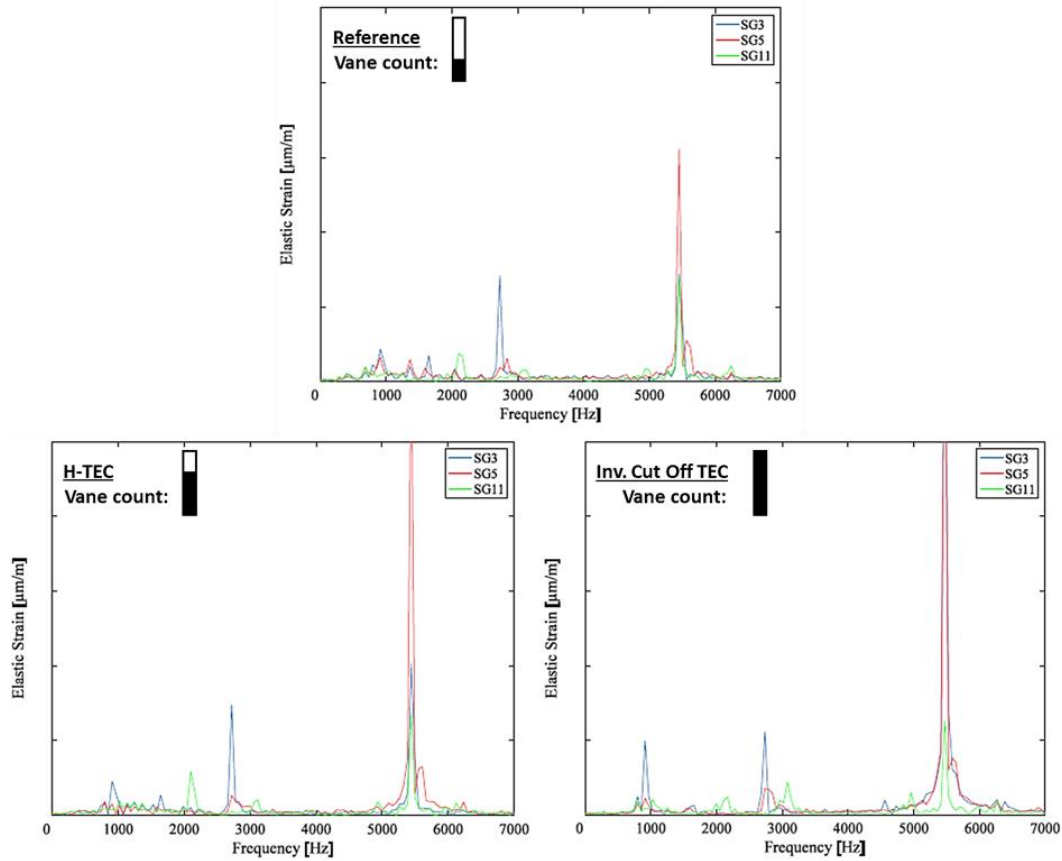 Reference
Vane count:
SG3
SG5
SG11
Elastic Strain [µm/m]
0 1000 2000 3000 4000 5000 6000 7000
Frequency [Hz]
H-TEC
Vane count:
SG3
SG5
SG11
Elastic Strain [µm/m]
0 1000 2000 3000 4000 5000 6000 7000
Frequency [Hz]
Inv. Cut Off TEC
Vane count:
SG3
SG5
SG11
Elastic Strain [µm/m]
0 1000 2000 3000 4000 5000 6000 7000
Frequency [Hz]